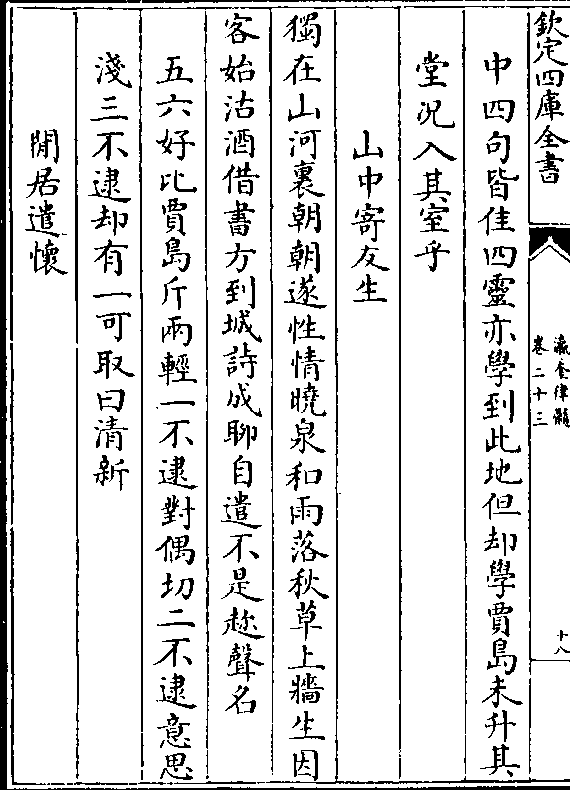 欽定四庫全書
瀛奎律髓
卷二十三
十八
中四句皆佳四靈亦學到此地但却學賈島未升其
堂况入其室乎
山中寄友生
獨在山河裏朝朝遂性情曉泉和雨落秋草上牆生因
客始沽酒借書方到城詩成聊自遣不是趂聲名
五六好比賈島斤兩輕一不逮對偶切二不逮意思
淺三不逮却有一可取曰清新
閒居遣懷